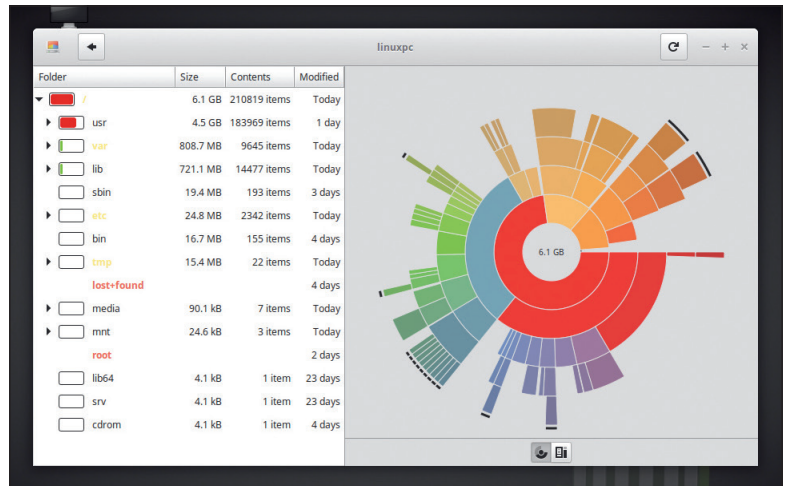 linuxpc
Folder Size Contents Modified
/ 6.1 GB 210819 items Today
usr 4.5 GB 183969 items 1 day
var 808.7 MB 9645 items Today
lib 721.1 MB 14477 items Today
sbin 19.4 MB 193 items 3 days
etc 24.8 MB 2342 items Today
bin 16.7 MB 155 items 4 days
tmp 15.4 MB 22 items Today
lost+found 4 days
media 90.1 kB 7 items Today
mnt 24.6 kB 3 items Today
root 2 days
lib64 4.1 kB 1 item 23 days
srv 4.1 kB 1 item 23 days
cdrom 4.1 kB 1 item 4 days
6.1 GB